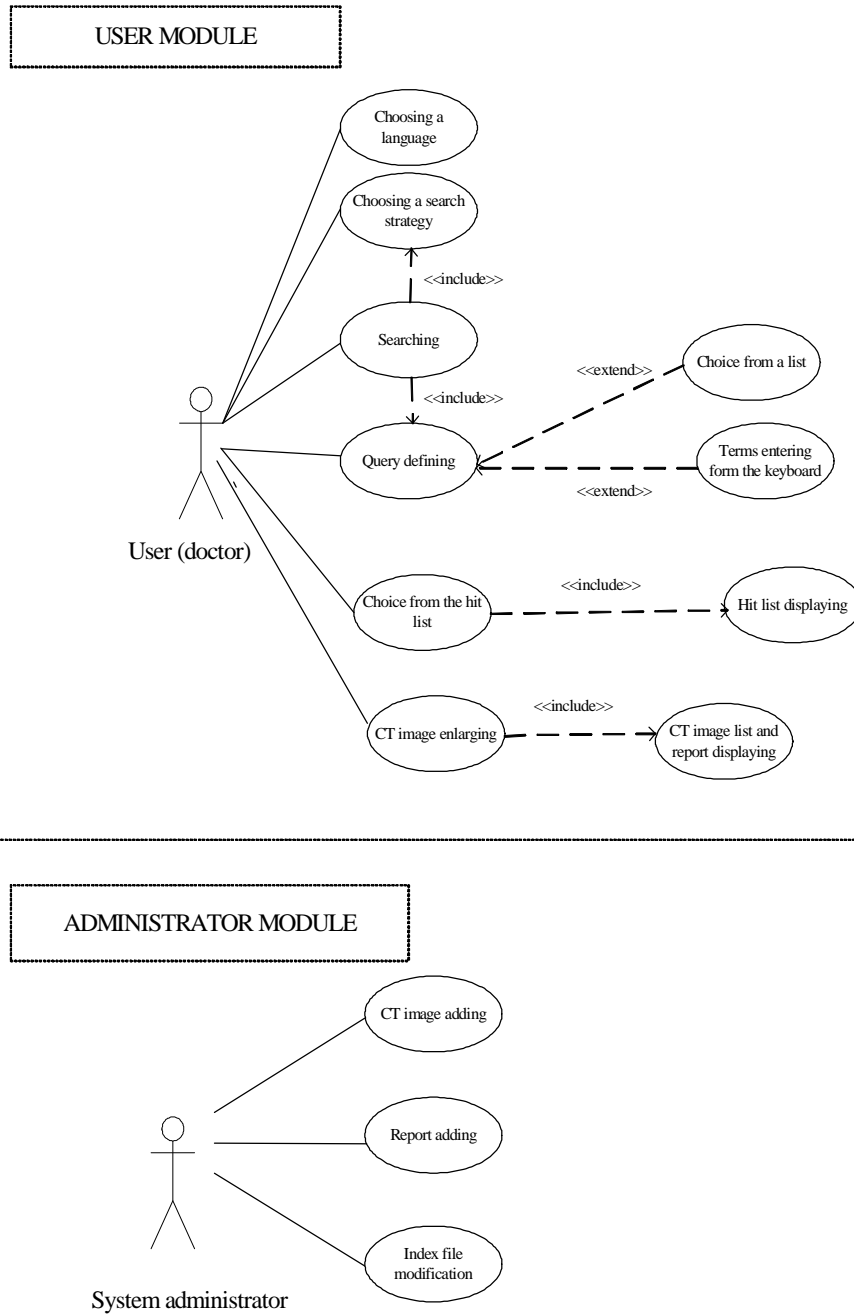 USER MODULE
Choosing a
language
Choosing a search
strategy
<<include>>
Searching
<<extend>>
Choice from a list
<<include>>
Query defining
Terms entering
form the keyboard
<<extend>>
User (doctor)
<<include>>
Choice from the hit
list
Hit list displaying
<<include>>
CT image enlarging
CT image list and
report displaying
ADMINISTRATOR MODULE
CT image adding
Report adding
Index file
modification
System administrator